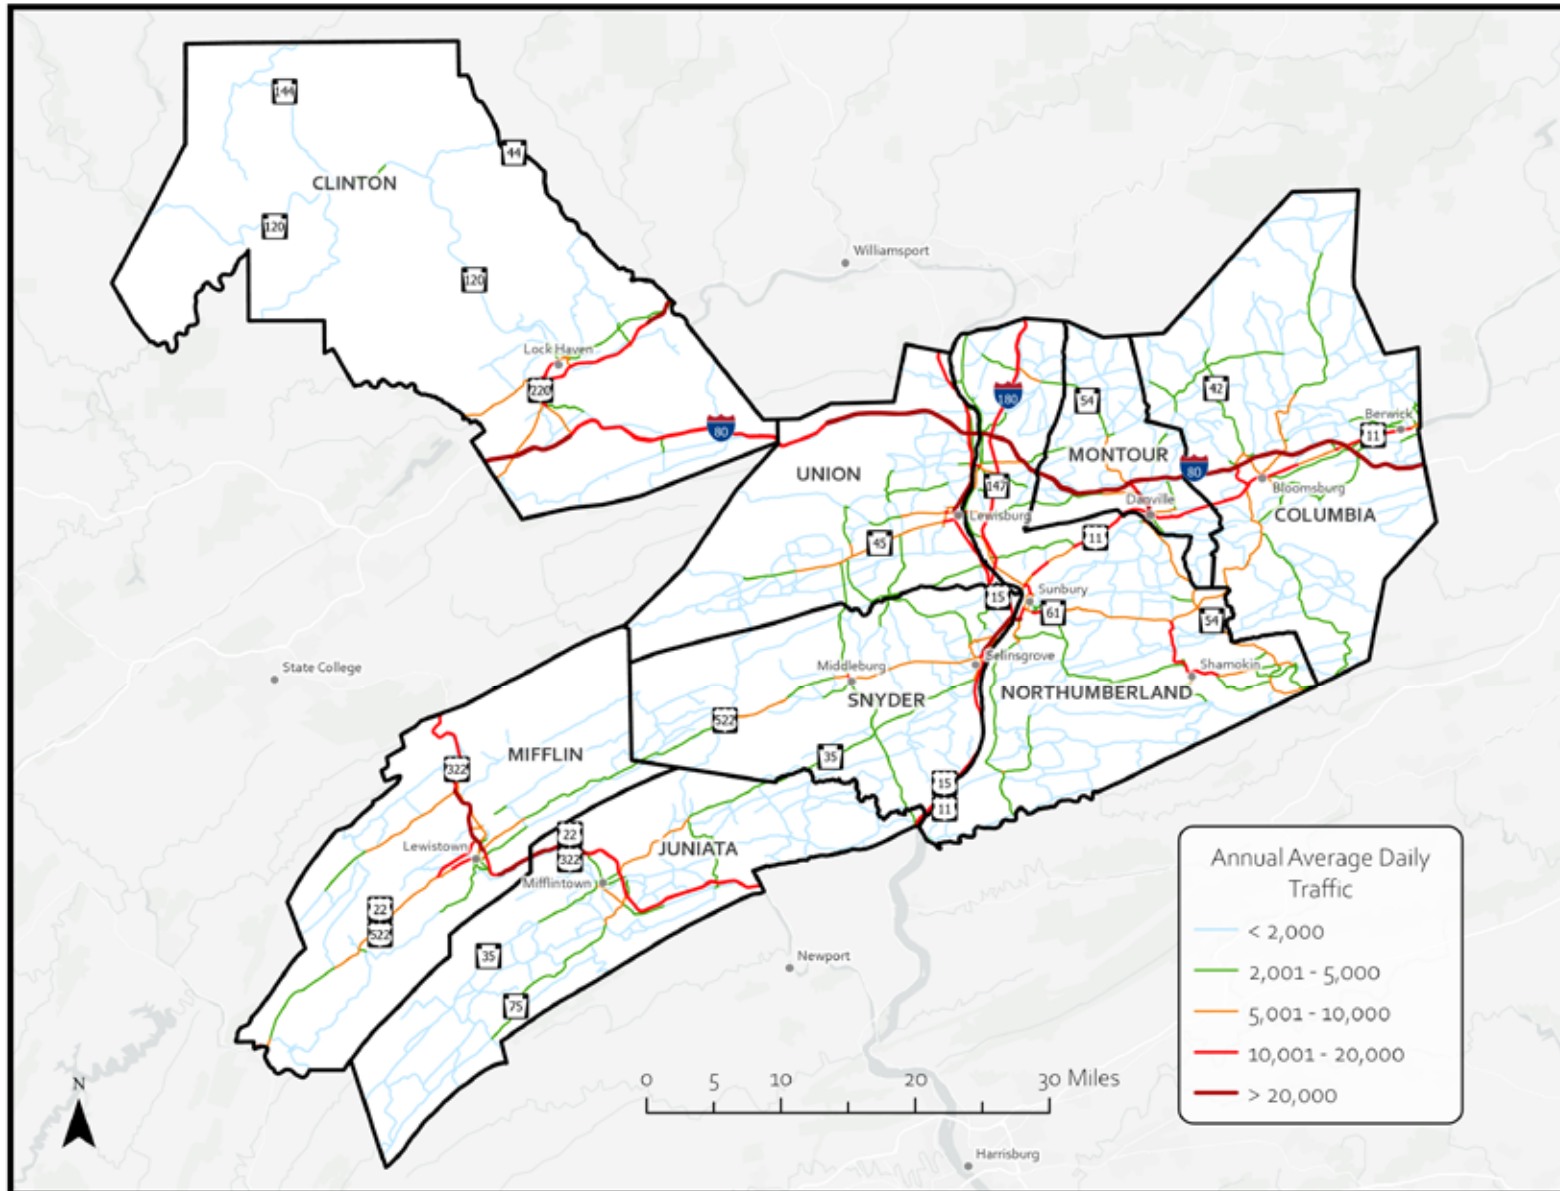 144
44
CLINTON
120
120
Williamsport
Lock Haven
220
80
180
54
42
Berwick
11
UNION
MONTOUR
80
147
Danville
Bloomsburg
Lewisburg
COLUMBIA
45
11
15
Sunbury
61
54
State College
Middleburg
Selinsgrove
Shamokin
SNYDER
NORTHUMBERLAND
522
MIFFLIN
35
322
15
11
22
322
JUNIATA
Lewistown
Mifflintown
22
522
35
Newport
75
Annual Average Daily
Traffic
< 2,000
2,001 - 5,000
5,001 - 10,000
10,001 - 20,000
> 20,000
N
0 5 10 20 30 Miles
Harrisburg